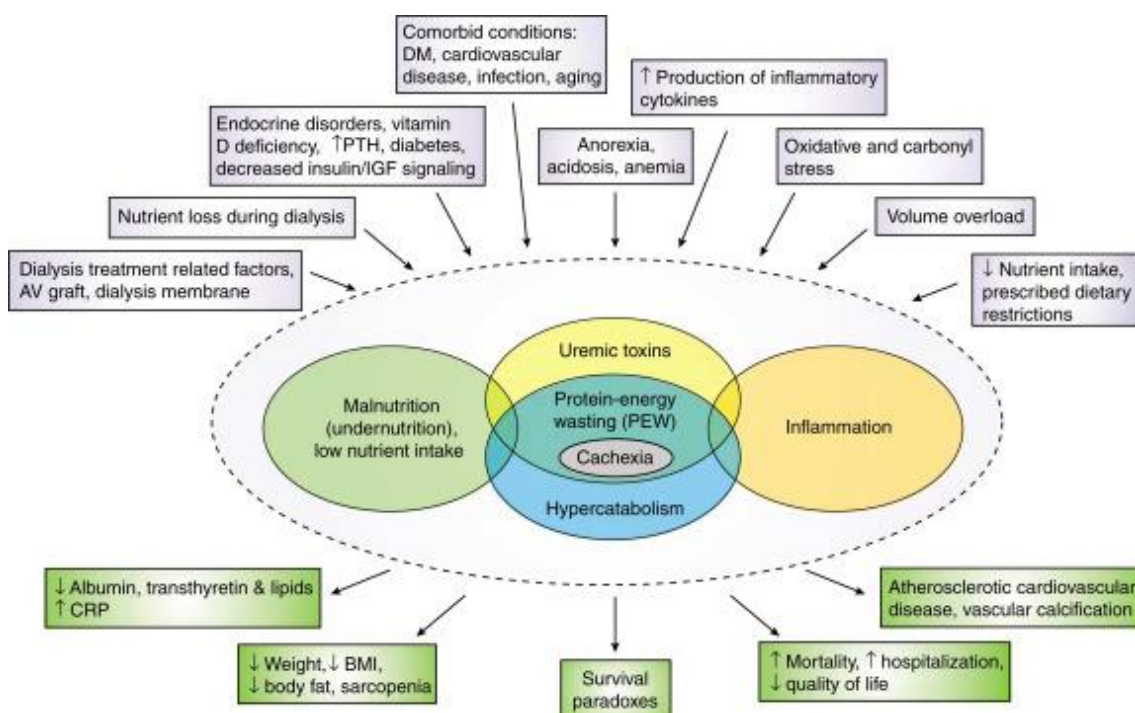 Comorbid conditions:
DM, cardiovascular
disease, infection, aging
↑ Production of inflammatory
cytokines
Endocrine disorders, vitamin
D deficiency, ↑PTH, diabetes,
decreased insulin/IGF signaling
Anorexia,
acidosis, anemia
Oxidative and carbonyl
stress
Nutrient loss during dialysis
Volume overload
Dialysis treatment related factors,
AV graft, dialysis membrane
↓ Nutrient intake,
prescribed dietary
restrictions
Uremic toxins
Malnutrition
(undernutrition),
low nutrient intake
Protein-energy
wasting (PEW)
Cachexia
Inflammation
Hypercatabolism
↓ Albumin, transthyretin & lipids
↑ CRP
Atherosclerotic cardiovascular
disease, vascular calcification
↓ Weight, ↓ BMI,
↓ body fat, sarcopenia
Survival
paradoxes
↑ Mortality, ↑ hospitalization,
↓ quality of life